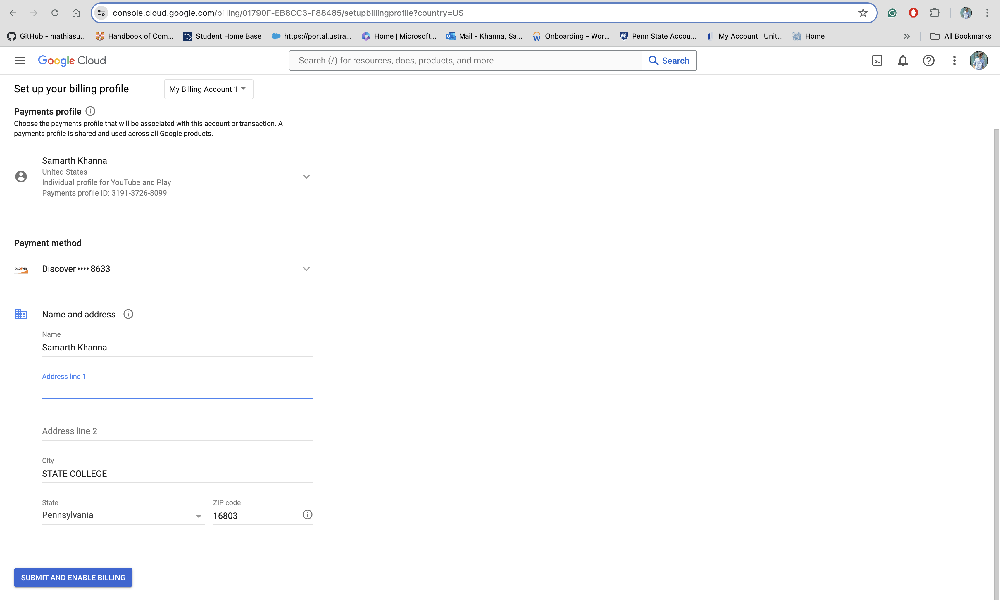 console.cloud.google.com/billing/01790F-EB8CC3-F88485/setupbillingprofile?country=US
GitHub - mathiasu...
Handbook of Com...
Student Home Base
https://portal.ustra...
Home | Microsoft...
Mail - Khanna, Sa...
Onboarding - Wor...
Penn State Accou...
My Account | Unit...
Home
All Bookmarks
Google Cloud
Search (/) for resources, docs, products, and more
Search
Set up your billing profile
My Billing Account 1
Payments profile
Choose the payments profile that will be associated with this account or transaction. A
payments profile is shared and used across all Google products.
Samarth Khanna
United States
Individual profile for YouTube and Play
Payments profile ID: 3191-3726-8099
Payment method
DISCOVER
Discover •••• 8633
Name and address
Name
Samarth Khanna
Address line 1
Address line 2
City
STATE COLLEGE
State
ZIP code
Pennsylvania
16803
SUBMIT AND ENABLE BILLING